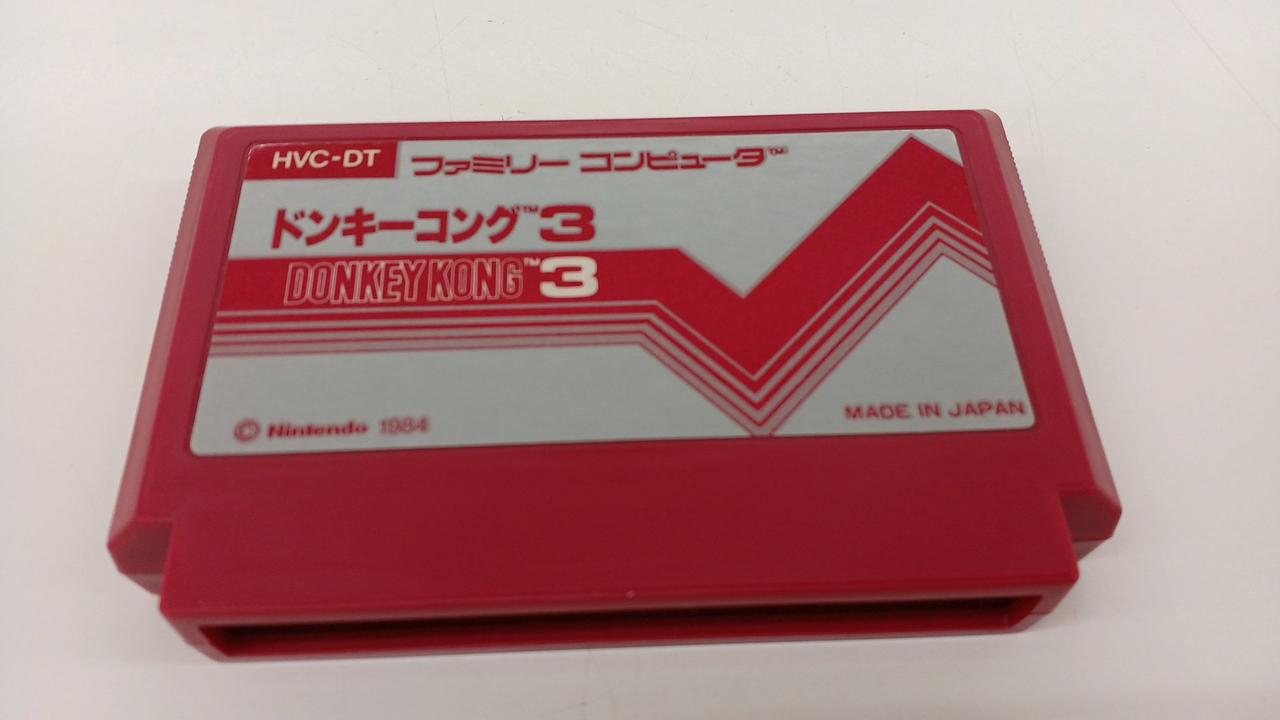 HVC-DT
ファミリー コンピュータ™
ドンキーコング™3
DONKEY KONG™3
© Nintendo 1984
MADE IN JAPAN